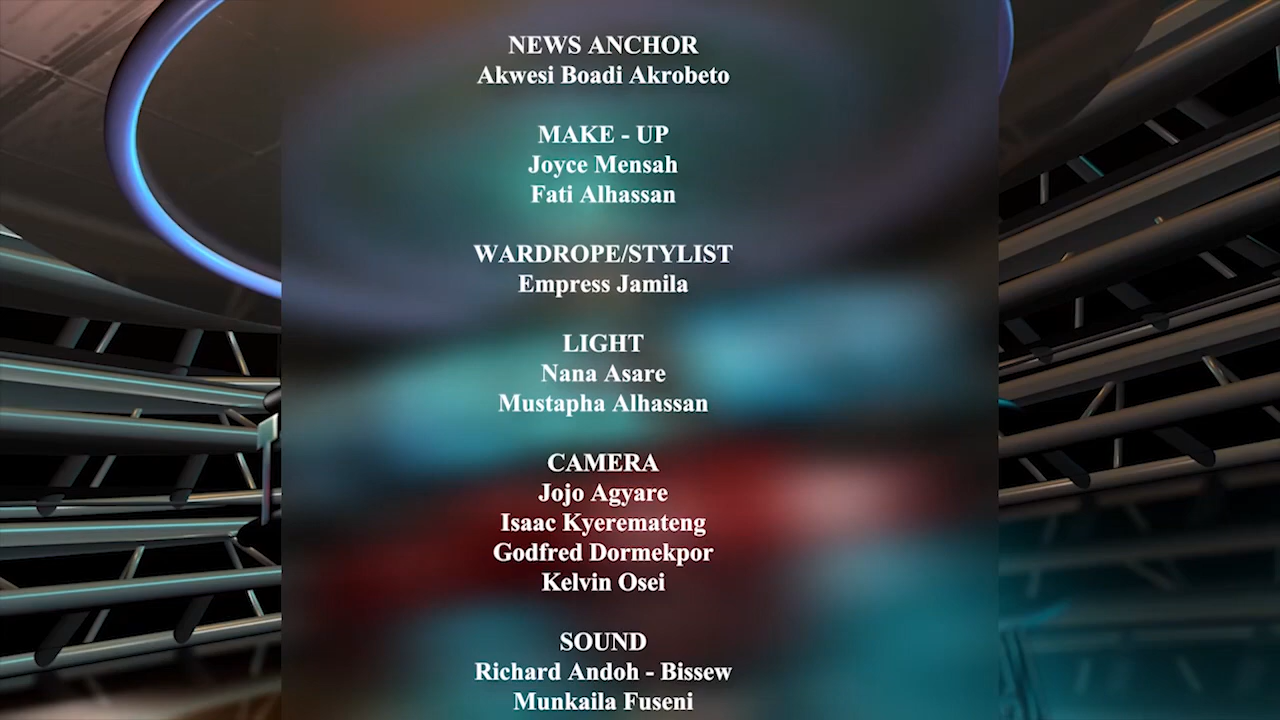 NEWS ANCHOR
Akwesi Boadi Akrobeto
MAKE - UP
Joyce Mensah
Fati Alhassan
WARDROPE/STYLIST
Empress Jamila
LIGHT
Nana Asare
Mustapha Alhassan
CAMERA
Jojo Agyare
Isaac Kyeremateng
Godfred Dormekpor
Kelvin Osei
SOUND
Richard Andoh - Bissew
Munkaila Fuseni